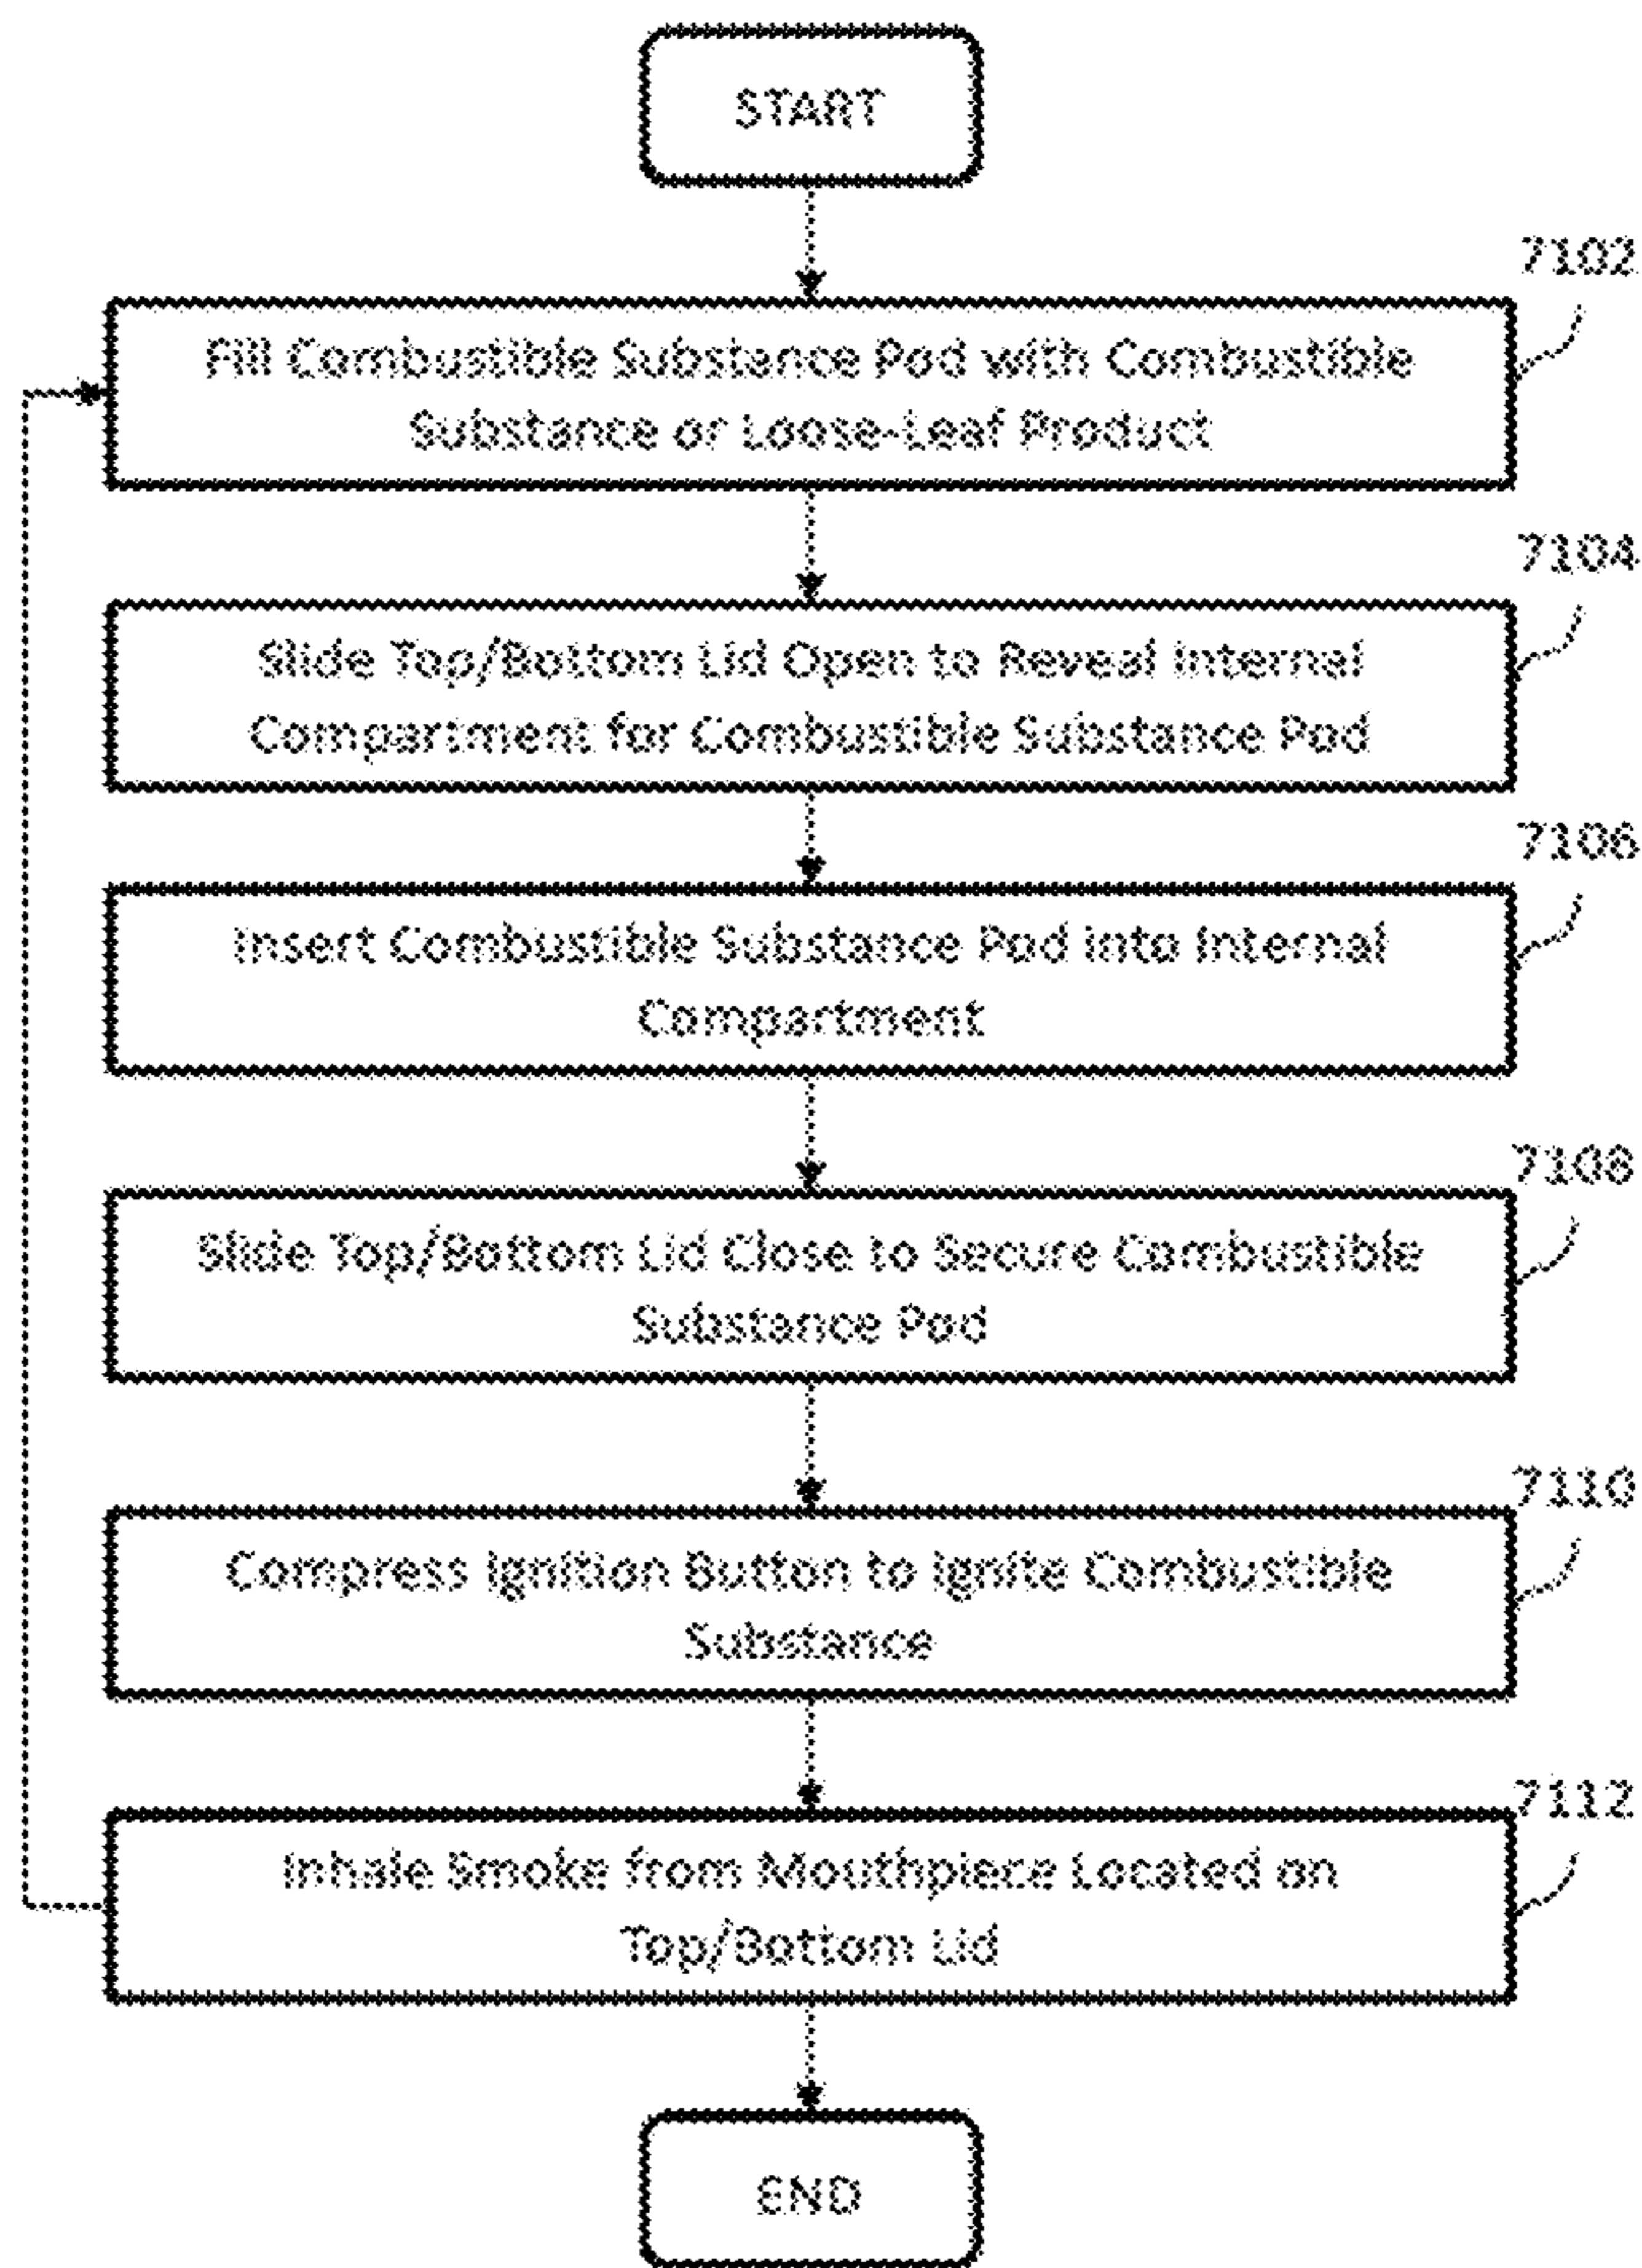 START
7102
Fill Combustible Substance Pod with Combustible
Substance or Loose-Leaf Product
7104
Slide Top/Bottom Lid Open to Reveal Internal
Compartment for Combustible Substance Pod
7106
Insert Combustible Substance Pod into Internal
Compartment
7108
Slide Top/Bottom Lid Close to Secure Combustible
Substance Pod
7110
Compress Ignition Button to Ignite Combustible
Substance
7112
Inhale Smoke from Mouthpiece Located on
Top/Bottom Lid
END